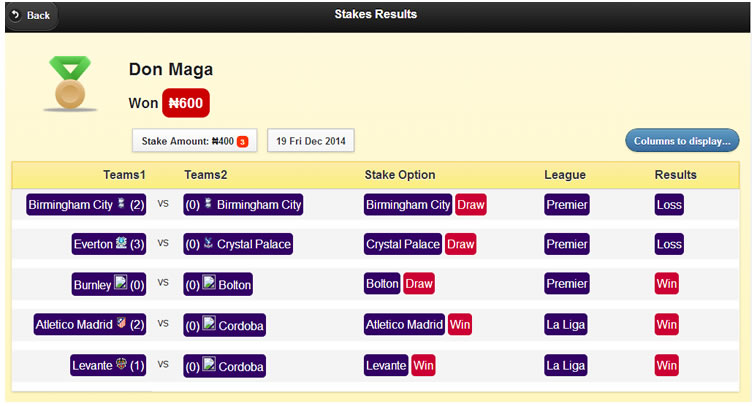 Back
Stakes Results
Don Maga
Won ₦600
Stake Amount: ₦400 3
19 Fri Dec 2014
Columns to display...
Teams1 Teams2 Stake Option League Results
Birmingham City (2) vs (0) Birmingham City Birmingham City Draw Premier Loss
Everton (3) vs (0) Crystal Palace Crystal Palace Draw Premier Loss
Burnley (0) vs (0) Bolton Bolton Draw Premier Win
Atletico Madrid (2) vs (0) Cordoba Atletico Madrid Win La Liga Win
Levante (1) vs (0) Cordoba Levante Win La Liga Win